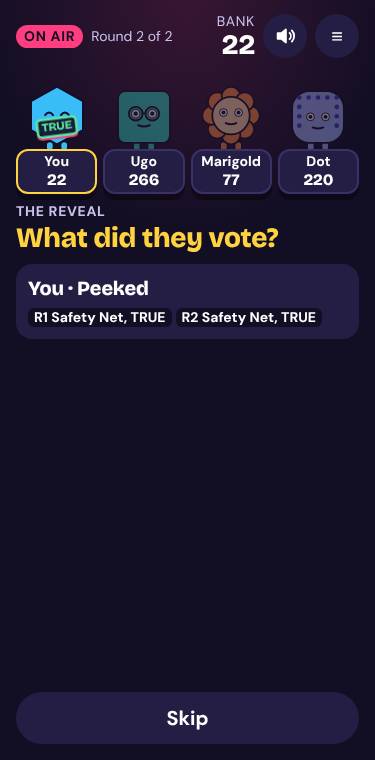 ON AIR
Round 2 of 2
BANK
22
TRUE
You
22
Ugo
266
Marigold
77
Dot
220
THE REVEAL
What did they vote?
You · Peeked
R1 Safety Net, TRUE R2 Safety Net, TRUE
Skip